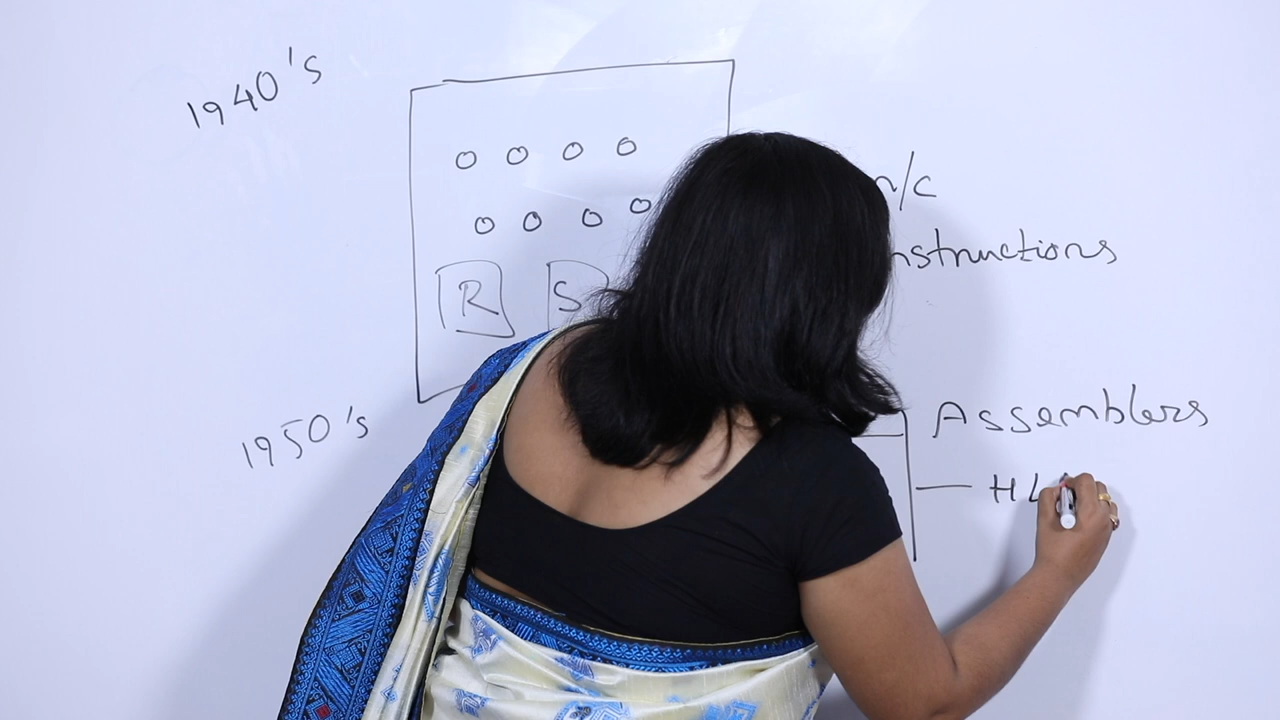 1940's
/c
nstructions
R S
1950's
Assemblers
— HL